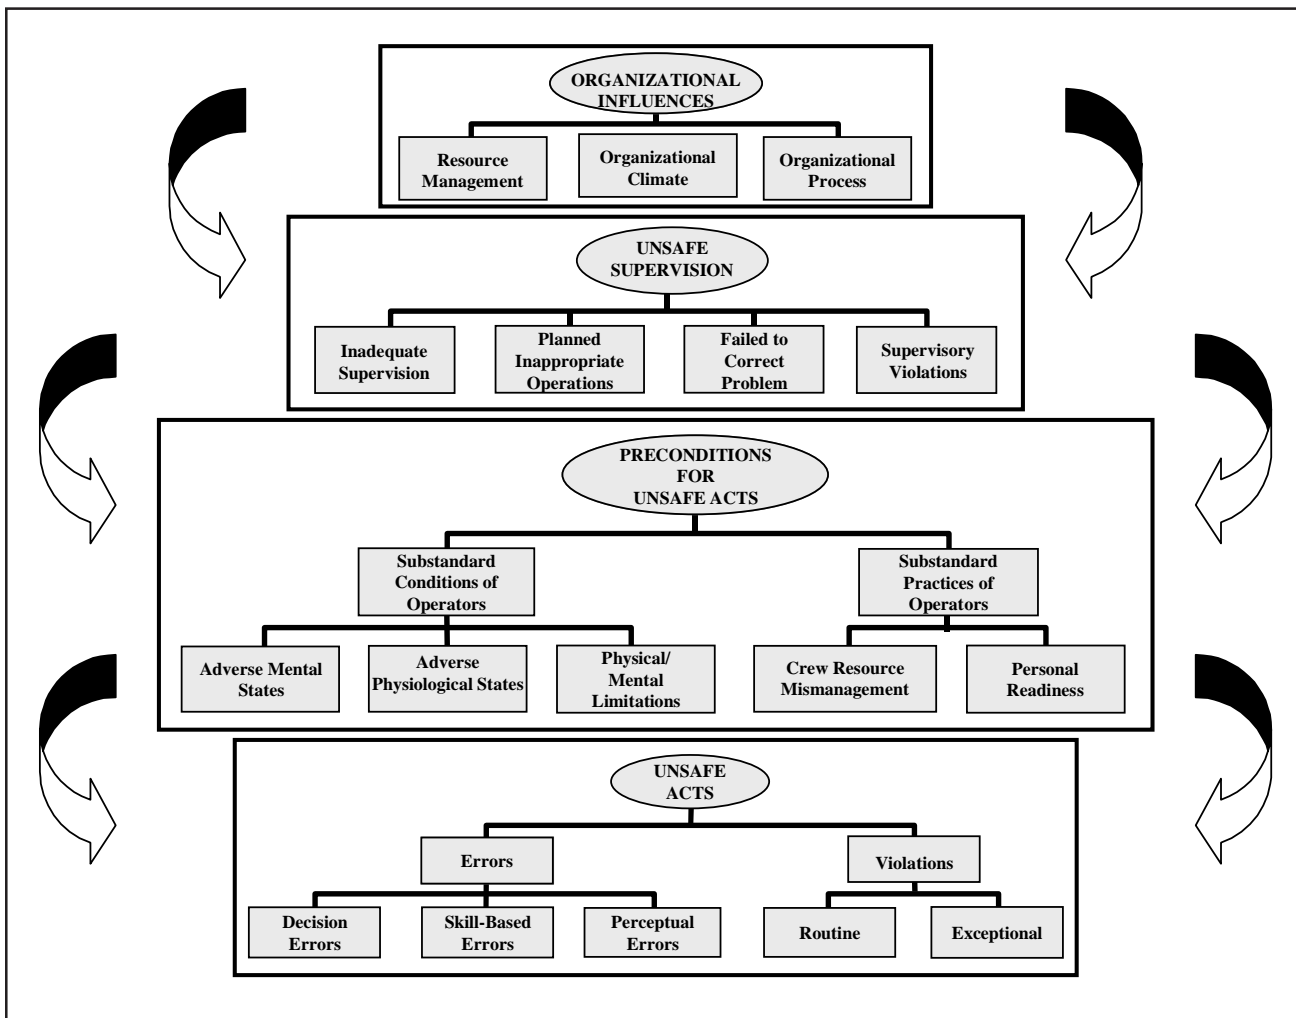 ORGANIZATIONAL
INFLUENCES
Resource
Management
Organizational
Climate
Organizational
Process
UNSAFE
SUPERVISION
Inadequate
Supervision
Planned
Inappropriate
Operations
Failed to
Correct
Problem
Supervisory
Violations
PRECONDITIONS
FOR
UNSAFE ACTS
Substandard
Conditions of
Operators
Substandard
Practices of
Operators
Adverse Mental
States
Adverse
Physiological States
Physical/
Mental
Limitations
Crew Resource
Mismanagement
Personal
Readiness
UNSAFE
ACTS
Errors
Violations
Decision
Errors
Skill-Based
Errors
Perceptual
Errors
Routine
Exceptional